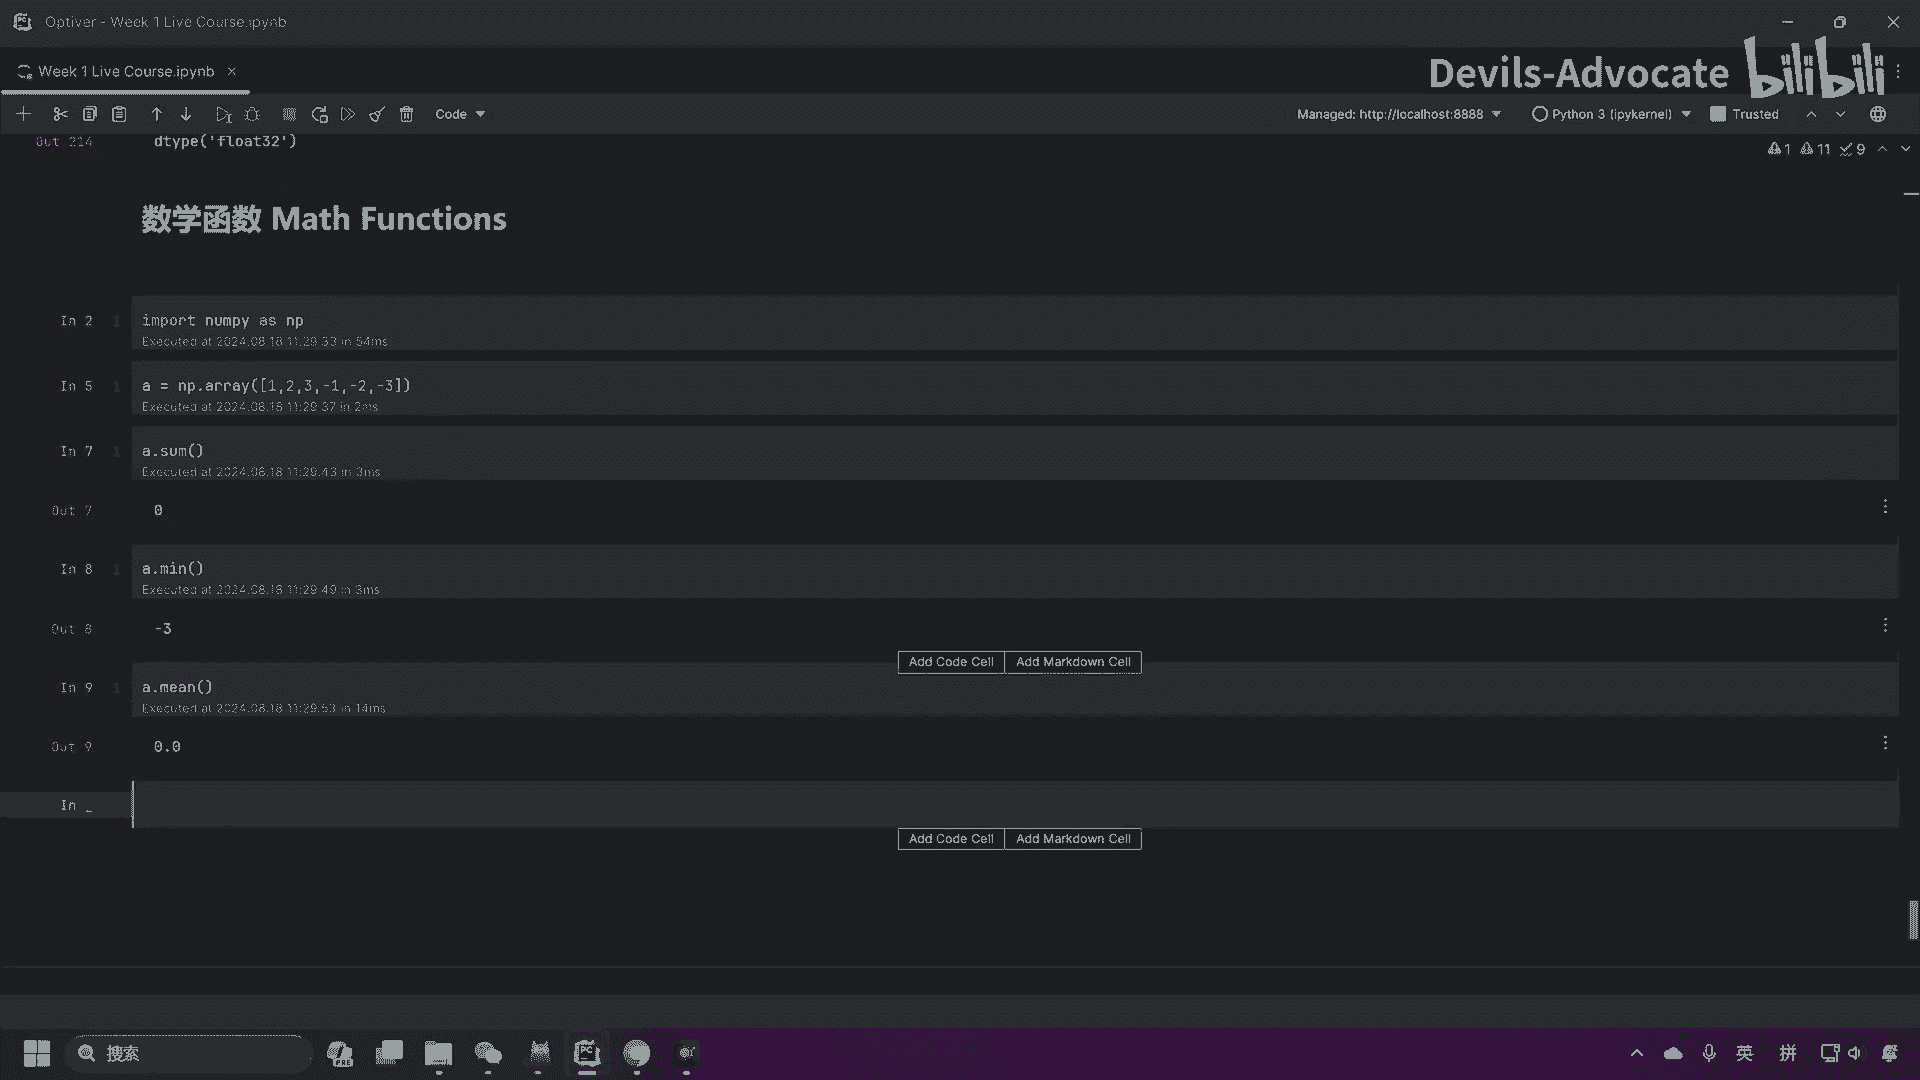 Optiver - Week 1 Live Course.ipynb
Week 1 Live Course.ipynb
Devils-Advocate bilibili
Code
Managed: http://localhost:8888
Python 3 (ipykernel)
Trusted
Out 214
dtype('float32')
1 11 9
数学函数 Math Functions
In 2 1 import numpy as np
Executed at 2024.08.18 11:29:33 in 54ms
In 5 1 a = np.array([1,2,3,-1,-2,-3])
Executed at 2024.08.18 11:29:37 in 2ms
In 7 1 a.sum()
Executed at 2024.08.18 11:29:43 in 3ms
Out 7 0
In 8 1 a.min()
Executed at 2024.08.18 11:29:49 in 3ms
Out 8 -3
Add Code Cell Add Markdown Cell
In 9 1 a.mean()
Executed at 2024.08.18 11:29:53 in 14ms
Out 9 0.0
In _
Add Code Cell Add Markdown Cell
搜索
PRE
PC
英
拼